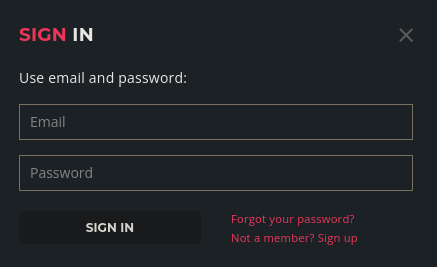 SIGN IN
Use email and password:
Email
Password
SIGN IN
Forgot your password?
Not a member? Sign up